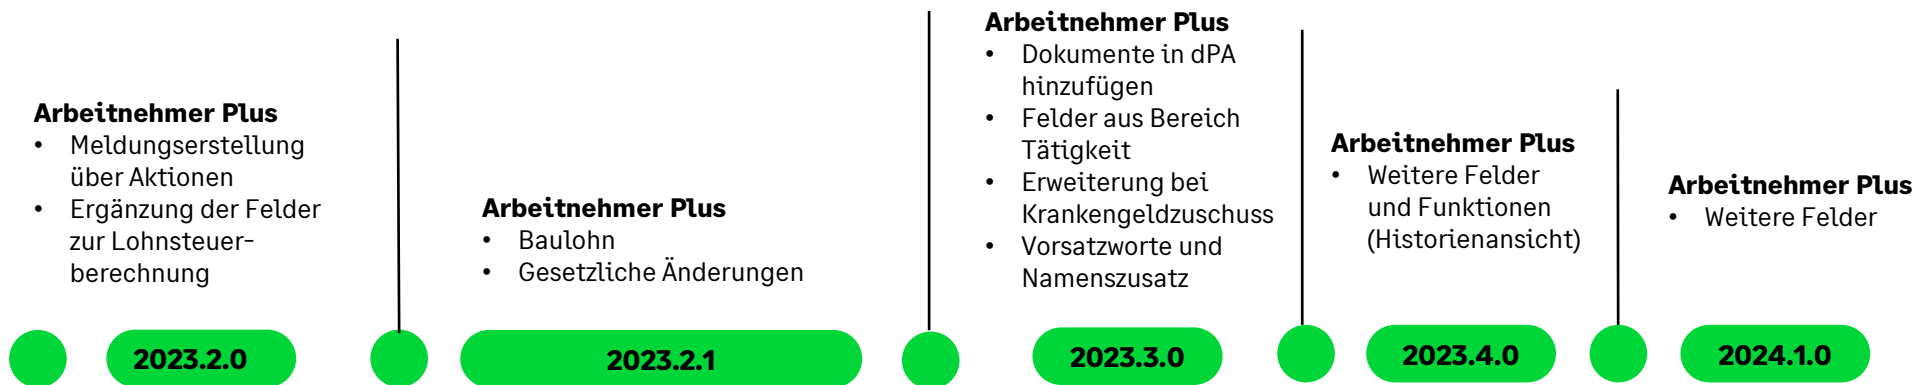 Arbeitnehmer Plus
• Meldungserstellung
über Aktionen
• Ergänzung der Felder
zur Lohnsteuer-
berechnung
2023.2.0
Arbeitnehmer Plus
• Baulohn
• Gesetzliche Änderungen
2023.2.1
Arbeitnehmer Plus
• Dokumente in dPA
hinzufügen
• Felder aus Bereich
Tätigkeit
• Erweiterung bei
Krankengeldzuschuss
• Vorsatzworte und
Namenszusatz
2023.3.0
Arbeitnehmer Plus
• Weitere Felder
und Funktionen
(Historienansicht)
2023.4.0
Arbeitnehmer Plus
• Weitere Felder
2024.1.0